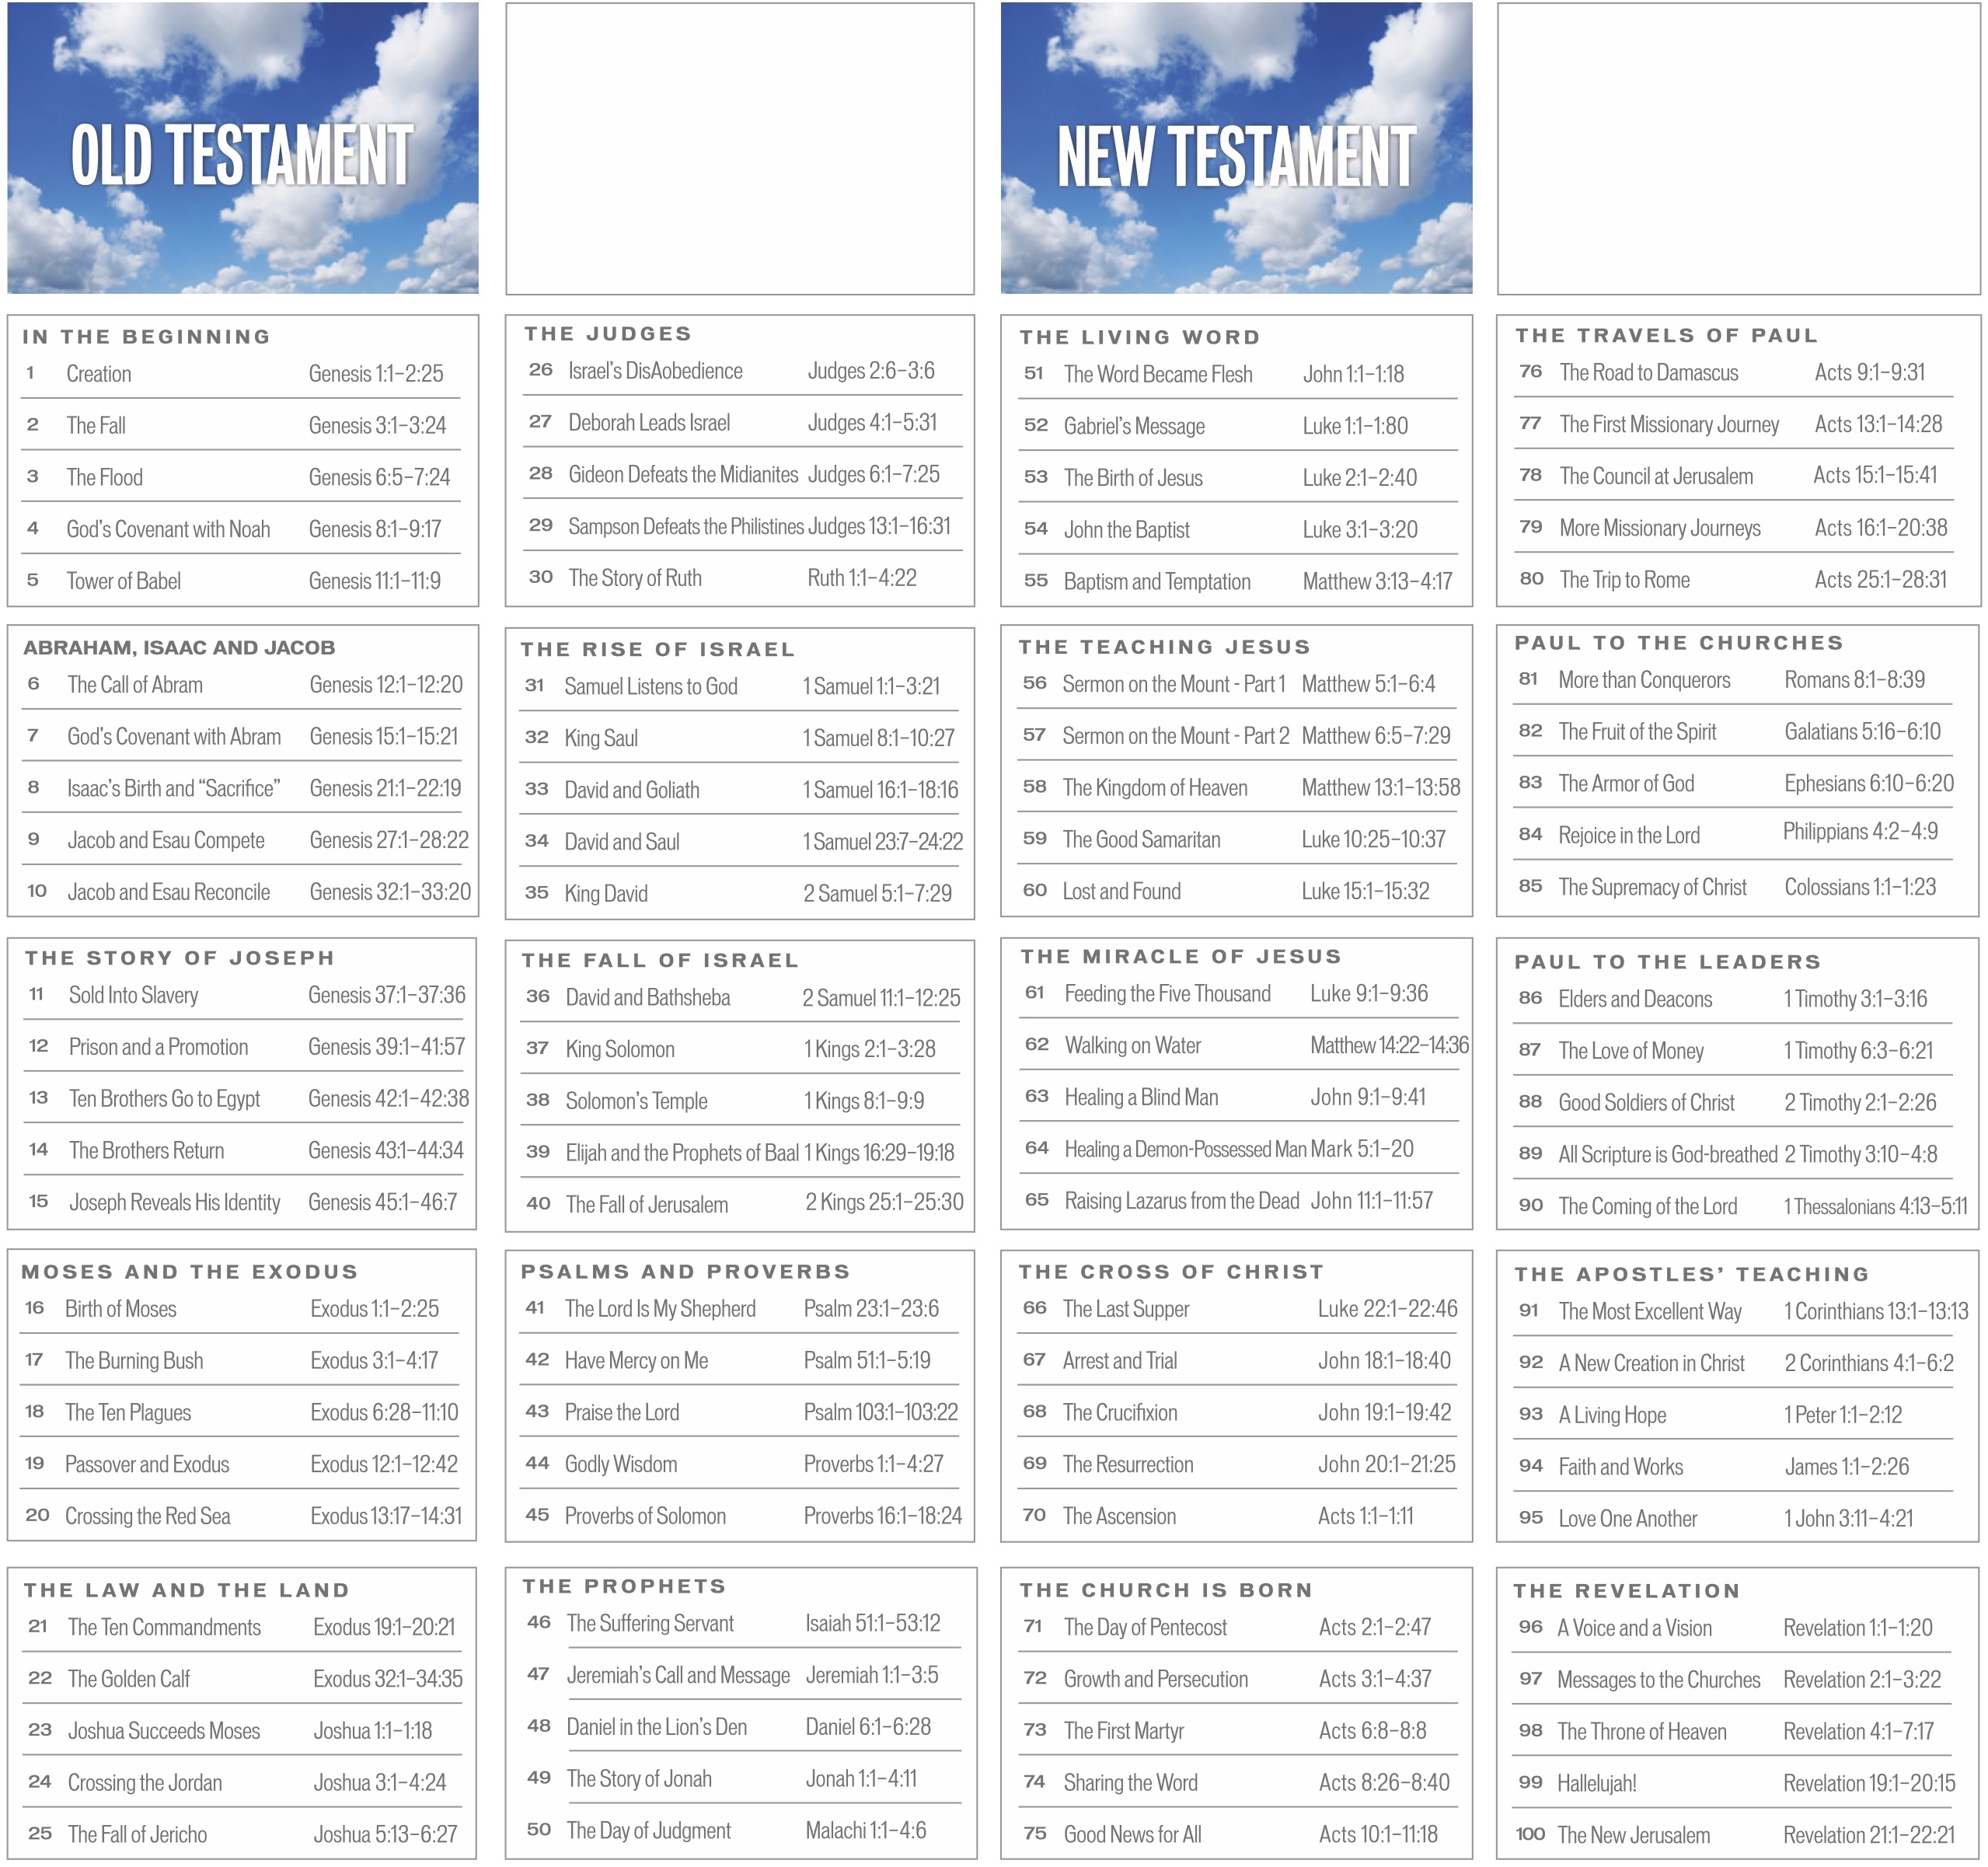 OLD TESTAMENT
IN THE BEGINNING
1 Creation Genesis 1:1–2:25
2 The Fall Genesis 3:1–3:24
3 The Flood Genesis 6:5–7:24
4 God's Covenant with Noah Genesis 8:1–9:17
5 Tower of Babel Genesis 11:1–11:9
ABRAHAM, ISAAC AND JACOB
6 The Call of Abram Genesis 12:1–12:20
7 God's Covenant with Abram Genesis 15:1–15:21
8 Isaac's Birth and “Sacrifice” Genesis 21:1–22:19
9 Jacob and Esau Compete Genesis 27:1–28:22
10 Jacob and Esau Reconcile Genesis 32:1–33:20
THE STORY OF JOSEPH
11 Sold Into Slavery Genesis 37:1–37:36
12 Prison and a Promotion Genesis 39:1–41:57
13 Ten Brothers Go to Egypt Genesis 42:1–42:38
14 The Brothers Return Genesis 43:1–44:34
15 Joseph Reveals His Identity Genesis 45:1–46:7
MOSES AND THE EXODUS
16 Birth of Moses Exodus 1:1–2:25
17 The Burning Bush Exodus 3:1–4:17
18 The Ten Plagues Exodus 6:28–11:10
19 Passover and Exodus Exodus 12:1–12:42
20 Crossing the Red Sea Exodus 13:17–14:31
THE LAW AND THE LAND
21 The Ten Commandments Exodus 19:1–20:21
22 The Golden Calf Exodus 32:1–34:35
23 Joshua Succeeds Moses Joshua 1:1–1:18
24 Crossing the Jordan Joshua 3:1–4:24
25 The Fall of Jericho Joshua 5:13–6:27
THE JUDGES
26 Israel's DisAobedience Judges 2:6–3:6
27 Deborah Leads Israel Judges 4:1–5:31
28 Gideon Defeats the Midianites Judges 6:1–7:25
29 Sampson Defeats the Philistines Judges 13:1–16:31
30 The Story of Ruth Ruth 1:1–4:22
THE RISE OF ISRAEL
31 Samuel Listens to God 1 Samuel 1:1–3:21
32 King Saul 1 Samuel 8:1–10:27
33 David and Goliath 1 Samuel 16:1–18:16
34 David and Saul 1 Samuel 23:7–24:22
35 King David 2 Samuel 5:1–7:29
THE FALL OF ISRAEL
36 David and Bathsheba 2 Samuel 11:1–12:25
37 King Solomon 1 Kings 2:1–3:28
38 Solomon's Temple 1 Kings 8:1–9:9
39 Elijah and the Prophets of Baal 1 Kings 16:29–19:18
40 The Fall of Jerusalem 2 Kings 25:1–25:30
PSALMS AND PROVERBS
41 The Lord Is My Shepherd Psalm 23:1–23:6
42 Have Mercy on Me Psalm 51:1–5:19
43 Praise the Lord Psalm 103:1–103:22
44 Godly Wisdom Proverbs 1:1–4:27
45 Proverbs of Solomon Proverbs 16:1–18:24
THE PROPHETS
46 The Suffering Servant Isaiah 51:1–53:12
47 Jeremiah's Call and Message Jeremiah 1:1–3:5
48 Daniel in the Lion's Den Daniel 6:1–6:28
49 The Story of Jonah Jonah 1:1–4:11
50 The Day of Judgment Malachi 1:1–4:6
NEW TESTAMENT
THE LIVING WORD
51 The Word Became Flesh John 1:1–1:18
52 Gabriel's Message Luke 1:1–1:80
53 The Birth of Jesus Luke 2:1–2:40
54 John the Baptist Luke 3:1–3:20
55 Baptism and Temptation Matthew 3:13–4:17
THE TEACHING JESUS
56 Sermon on the Mount - Part 1 Matthew 5:1–6:4
57 Sermon on the Mount - Part 2 Matthew 6:5–7:29
58 The Kingdom of Heaven Matthew 13:1–13:58
59 The Good Samaritan Luke 10:25–10:37
60 Lost and Found Luke 15:1–15:32
THE MIRACLE OF JESUS
61 Feeding the Five Thousand Luke 9:1–9:36
62 Walking on Water Matthew 14:22–14:36
63 Healing a Blind Man John 9:1–9:41
64 Healing a Demon-Possessed Man Mark 5:1–20
65 Raising Lazarus from the Dead John 11:1–11:57
THE CROSS OF CHRIST
66 The Last Supper Luke 22:1–22:46
67 Arrest and Trial John 18:1–18:40
68 The Crucifixion John 19:1–19:42
69 The Resurrection John 20:1–21:25
70 The Ascension Acts 1:1–1:11
THE CHURCH IS BORN
71 The Day of Pentecost Acts 2:1–2:47
72 Growth and Persecution Acts 3:1–4:37
73 The First Martyr Acts 6:8–8:8
74 Sharing the Word Acts 8:26–8:40
75 Good News for All Acts 10:1–11:18
THE TRAVELS OF PAUL
76 The Road to Damascus Acts 9:1–9:31
77 The First Missionary Journey Acts 13:1–14:28
78 The Council at Jerusalem Acts 15:1–15:41
79 More Missionary Journeys Acts 16:1–20:38
80 The Trip to Rome Acts 25:1–28:31
PAUL TO THE CHURCHES
81 More than Conquerors Romans 8:1–8:39
82 The Fruit of the Spirit Galatians 5:16–6:10
83 The Armor of God Ephesians 6:10–6:20
84 Rejoice in the Lord Philippians 4:2–4:9
85 The Supremacy of Christ Colossians 1:1–1:23
PAUL TO THE LEADERS
86 Elders and Deacons 1 Timothy 3:1–3:16
87 The Love of Money 1 Timothy 6:3–6:21
88 Good Soldiers of Christ 2 Timothy 2:1–2:26
89 All Scripture is God-breathed 2 Timothy 3:10–4:8
90 The Coming of the Lord 1 Thessalonians 4:13–5:11
THE APOSTLES' TEACHING
91 The Most Excellent Way 1 Corinthians 13:1–13:13
92 A New Creation in Christ 2 Corinthians 4:1–6:2
93 A Living Hope 1 Peter 1:1–2:12
94 Faith and Works James 1:1–2:26
95 Love One Another 1 John 3:11–4:21
THE REVELATION
96 A Voice and a Vision Revelation 1:1–1:20
97 Messages to the Churches Revelation 2:1–3:22
98 The Throne of Heaven Revelation 4:1–7:17
99 Hallelujah! Revelation 19:1–20:15
100 The New Jerusalem Revelation 21:1–22:21